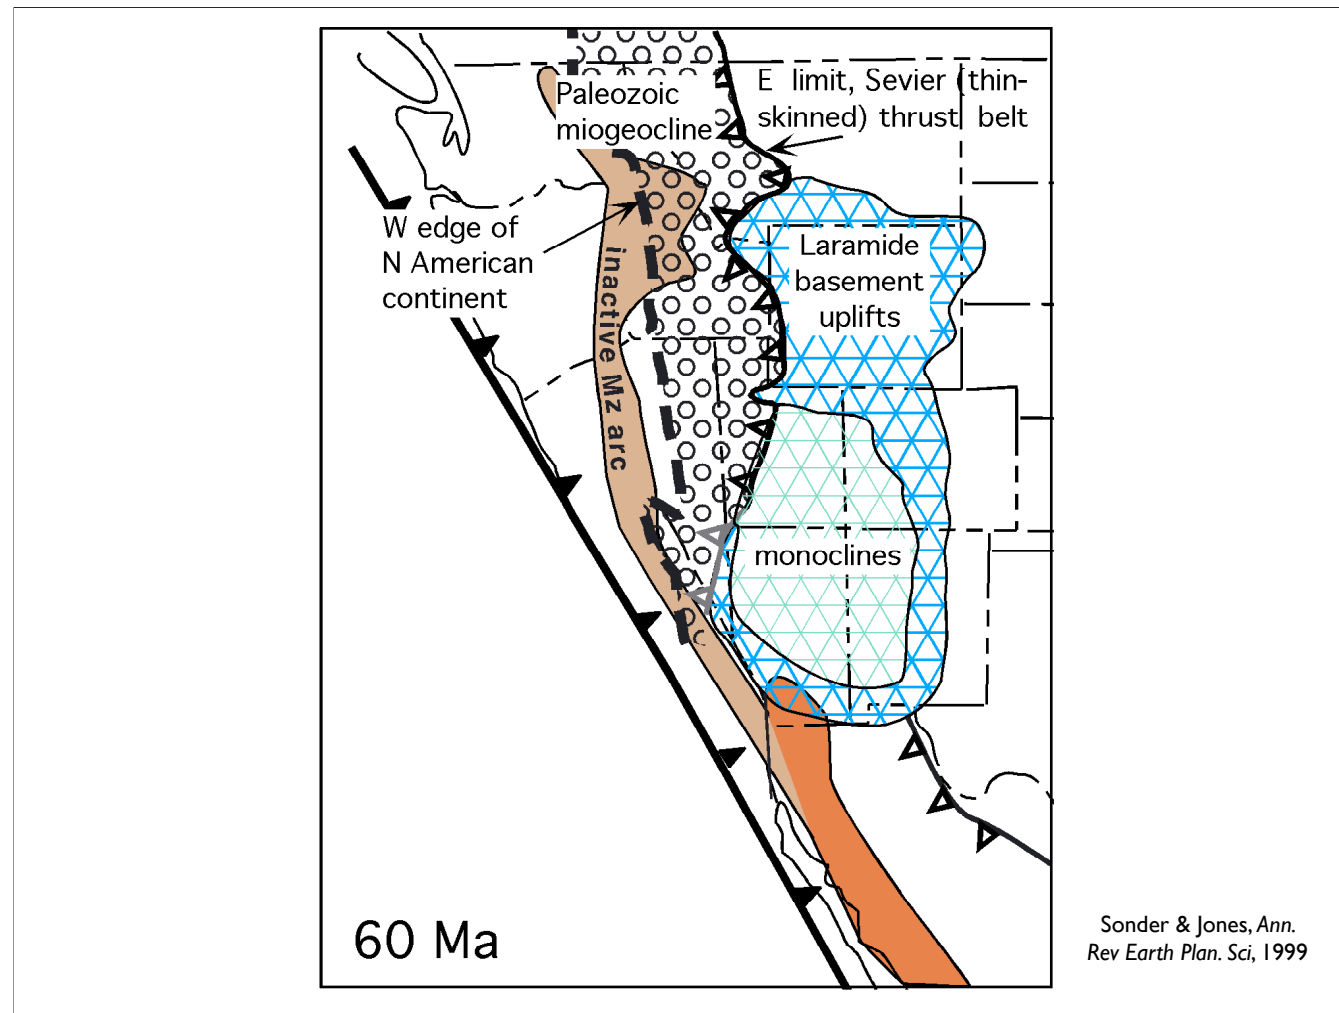 E limit, Sevier (thin-
skinned) thrust belt
Paleozoic
miogeocline
W edge of
N American
continent
Laramide
basement
uplifts
inactive Mz arc
monoclines
60 Ma
Sonder & Jones, Ann.
Rev Earth Plan. Sci, 1999